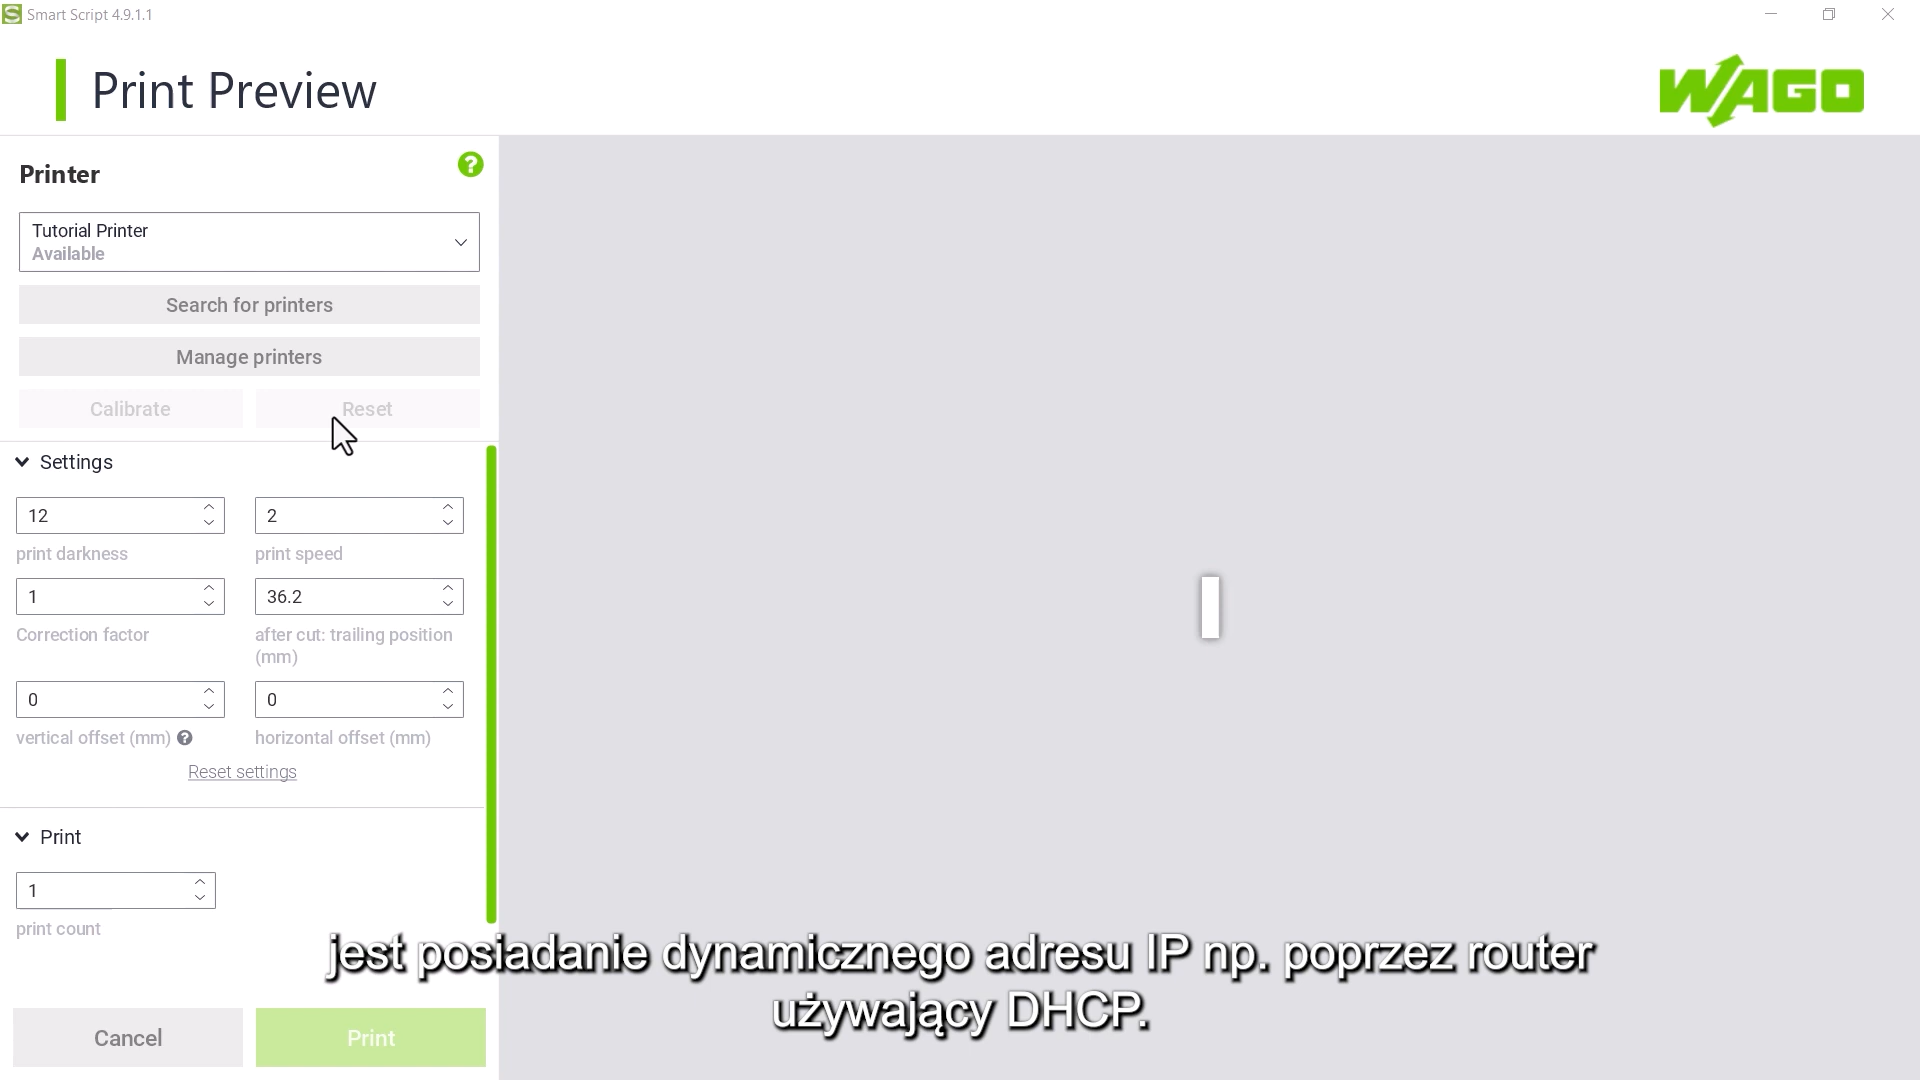 Smart Script 4.9.1.1
Print Preview
WAGO
Printer
Tutorial Printer
Available
Search for printers
Manage printers
Calibrate
Reset
Settings
12
2
print darkness
print speed
1
36.2
Correction factor
after cut: trailing position
(mm)
0
0
vertical offset (mm)
horizontal offset (mm)
Reset settings
Print
1
print count
jest posiadanie dynamicznego adresu IP np. poprzez router
używający DHCP.
Cancel
Print